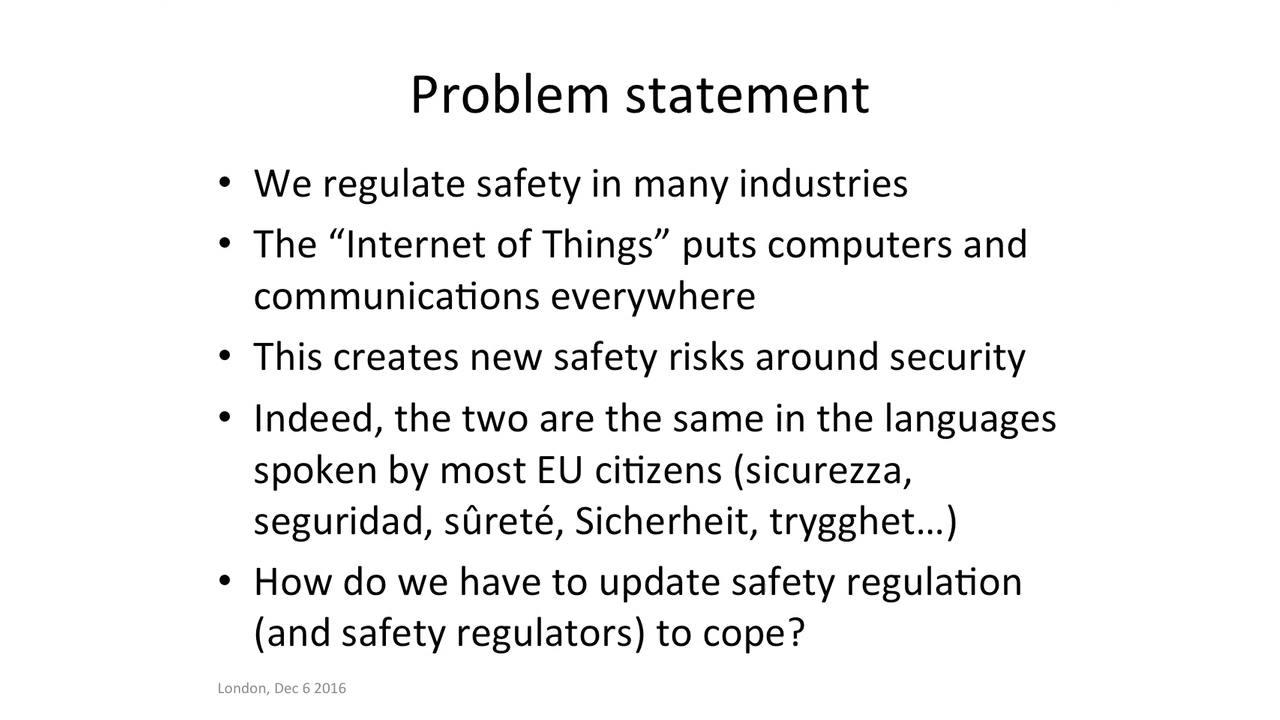 Problem statement
• We regulate safety in many industries
• The “Internet of Things” puts computers and
communications everywhere
• This creates new safety risks around security
• Indeed, the two are the same in the languages
spoken by most EU citizens (sicurezza,
seguridad, sûreté, Sicherheit, trygghet…)
• How do we have to update safety regulation
(and safety regulators) to cope?
London, Dec 6 2016